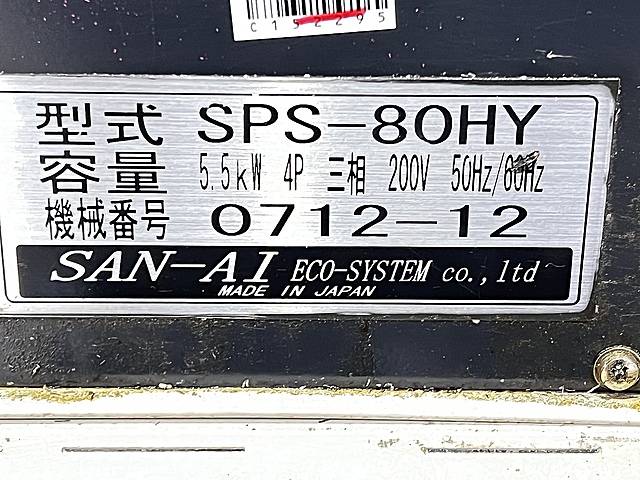 C152295
型式 SPS-80HY
容量 5.5kW 4P 三相 200V 50Hz/60Hz
機械番号 0712-12
SAN-AI ECO-SYSTEM co.,ltd
MADE IN JAPAN